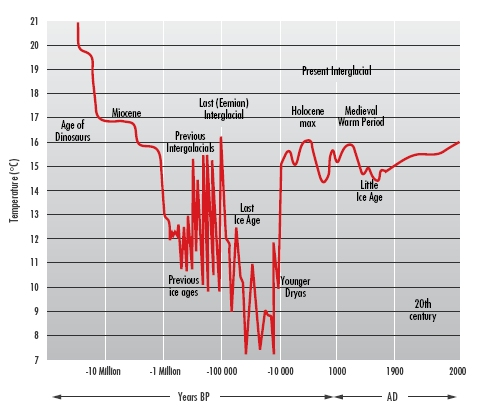 21
20
19
18
17
16
15
14
13
12
11
10
9
8
7
Temperature (°C)
Age of
Dinosaurs
Miocene
Previous
Intergalacials
Last (Eemian)
Interglacial
Present Interglacial
Holocene
max
Medieval
Warm Period
Little
Ice Age
Last
Ice Age
Previous
ice ages
Younger
Dryas
20th
century
-10 Million
-1 Million
-100 000
-10 000
1000
1900
2000
Years BP
AD